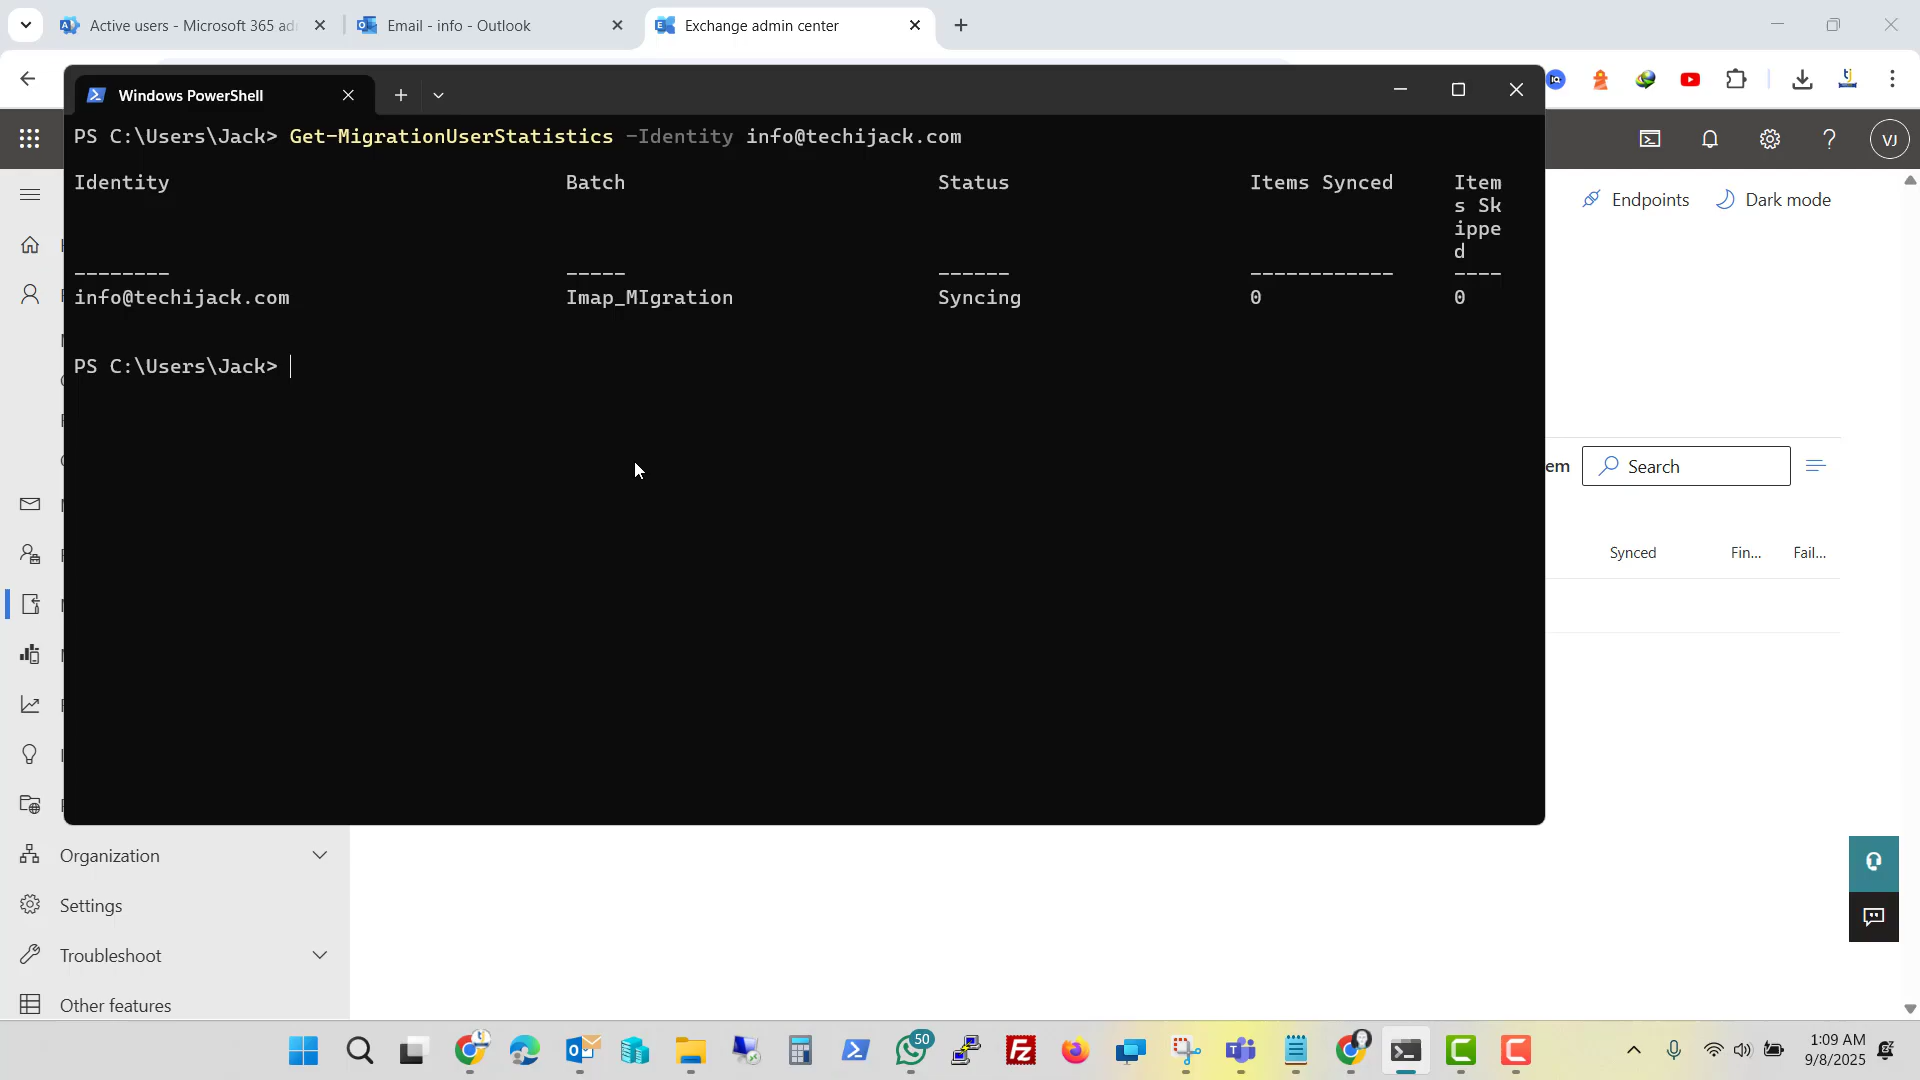 Active users - Microsoft 365 ad
Email - info - Outlook
Exchange admin center
Windows PowerShell
PS C:\Users\Jack> Get-MigrationUserStatistics -Identity info@techijack.com
Identity Batch Status Items Synced Item
s Sk
ippe
d
-------- ----- ------ ------------ ----
info@techijack.com Imap_MIgration Syncing 0 0
PS C:\Users\Jack>
VJ
Endpoints
Dark mode
em
Search
Synced Fin... Fail...
Organization
Settings
Troubleshoot
Other features
50
1:09 AM
9/8/2025